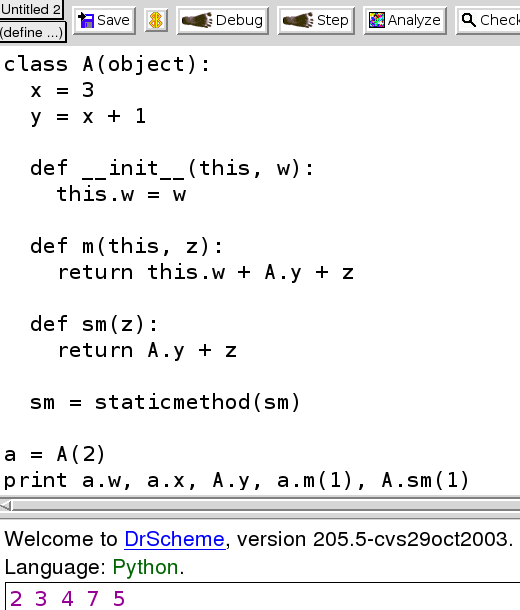 Untitled 2
(define ...) Save $ Debug Step Analyze Check
class A(object):
  x = 3
  y = x + 1

  def __init__(this, w):
    this.w = w

  def m(this, z):
    return this.w + A.y + z

  def sm(z):
    return A.y + z

  sm = staticmethod(sm)

a = A(2)
print a.w, a.x, A.y, a.m(1), A.sm(1)
Welcome to DrScheme, version 205.5-cvs29oct2003.
Language: Python.
2 3 4 7 5